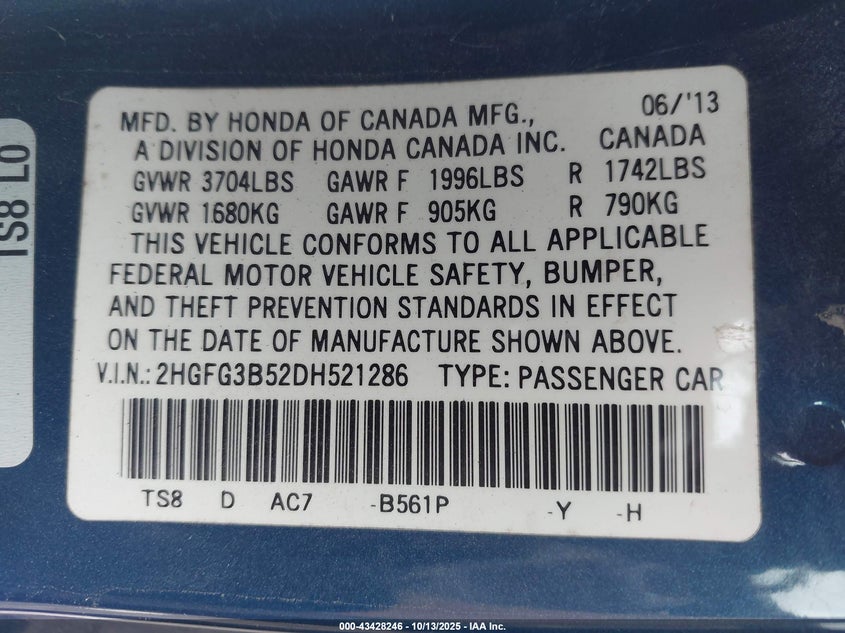 MFD. BY HONDA OF CANADA MFG., 06/'13
A DIVISION OF HONDA CANADA INC. CANADA
GVWR 3704LBS GAWR F 1996LBS R 1742LBS
GVWR 1680KG GAWR F 905KG R 790KG
THIS VEHICLE CONFORMS TO ALL APPLICABLE
FEDERAL MOTOR VEHICLE SAFETY, BUMPER,
AND THEFT PREVENTION STANDARDS IN EFFECT
ON THE DATE OF MANUFACTURE SHOWN ABOVE.
V.I.N.: 2HGFG3B52DH521286 TYPE: PASSENGER CAR
TS8 D AC7 -B561P -Y -H
TS8 L0
000-43428246 - 10/13/2025 - IAA Inc.